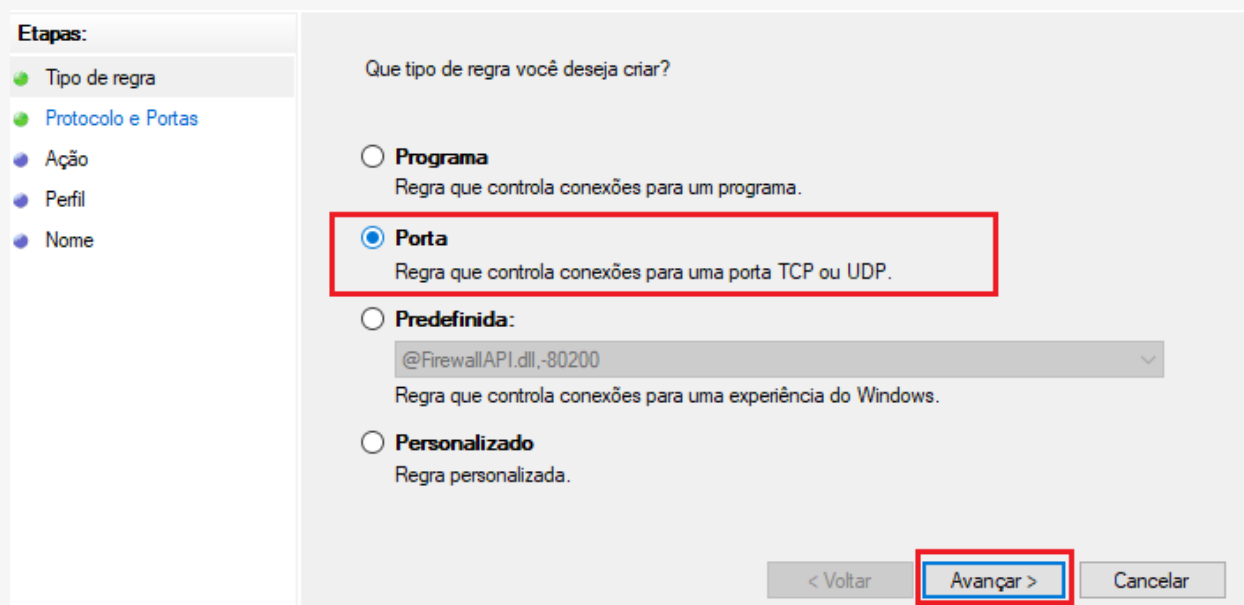 Etapas:
Tipo de regra
Protocolo e Portas
Ação
Perfil
Nome
Que tipo de regra você deseja criar?
Programa
Regra que controla conexões para um programa.
Porta
Regra que controla conexões para uma porta TCP ou UDP.
Predefinida:
@FirewallAPI.dll,-80200
Regra que controla conexões para uma experiência do Windows.
Personalizado
Regra personalizada.
< Voltar
Avançar >
Cancelar